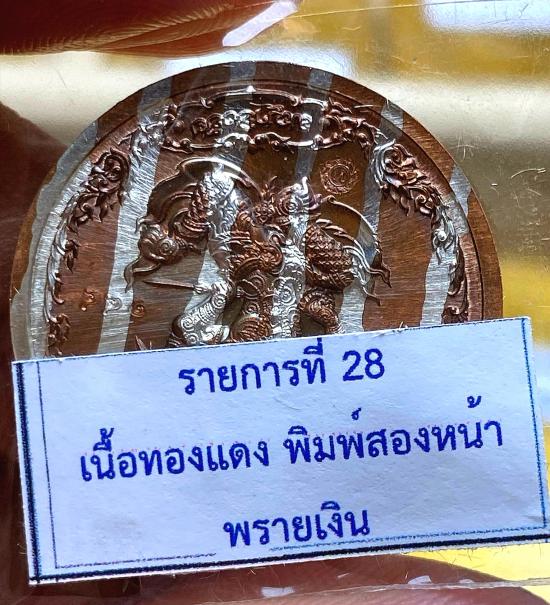 รายการที่ 28
เนื้อทองแดง พิมพ์สองหน้า
พรายเงิน